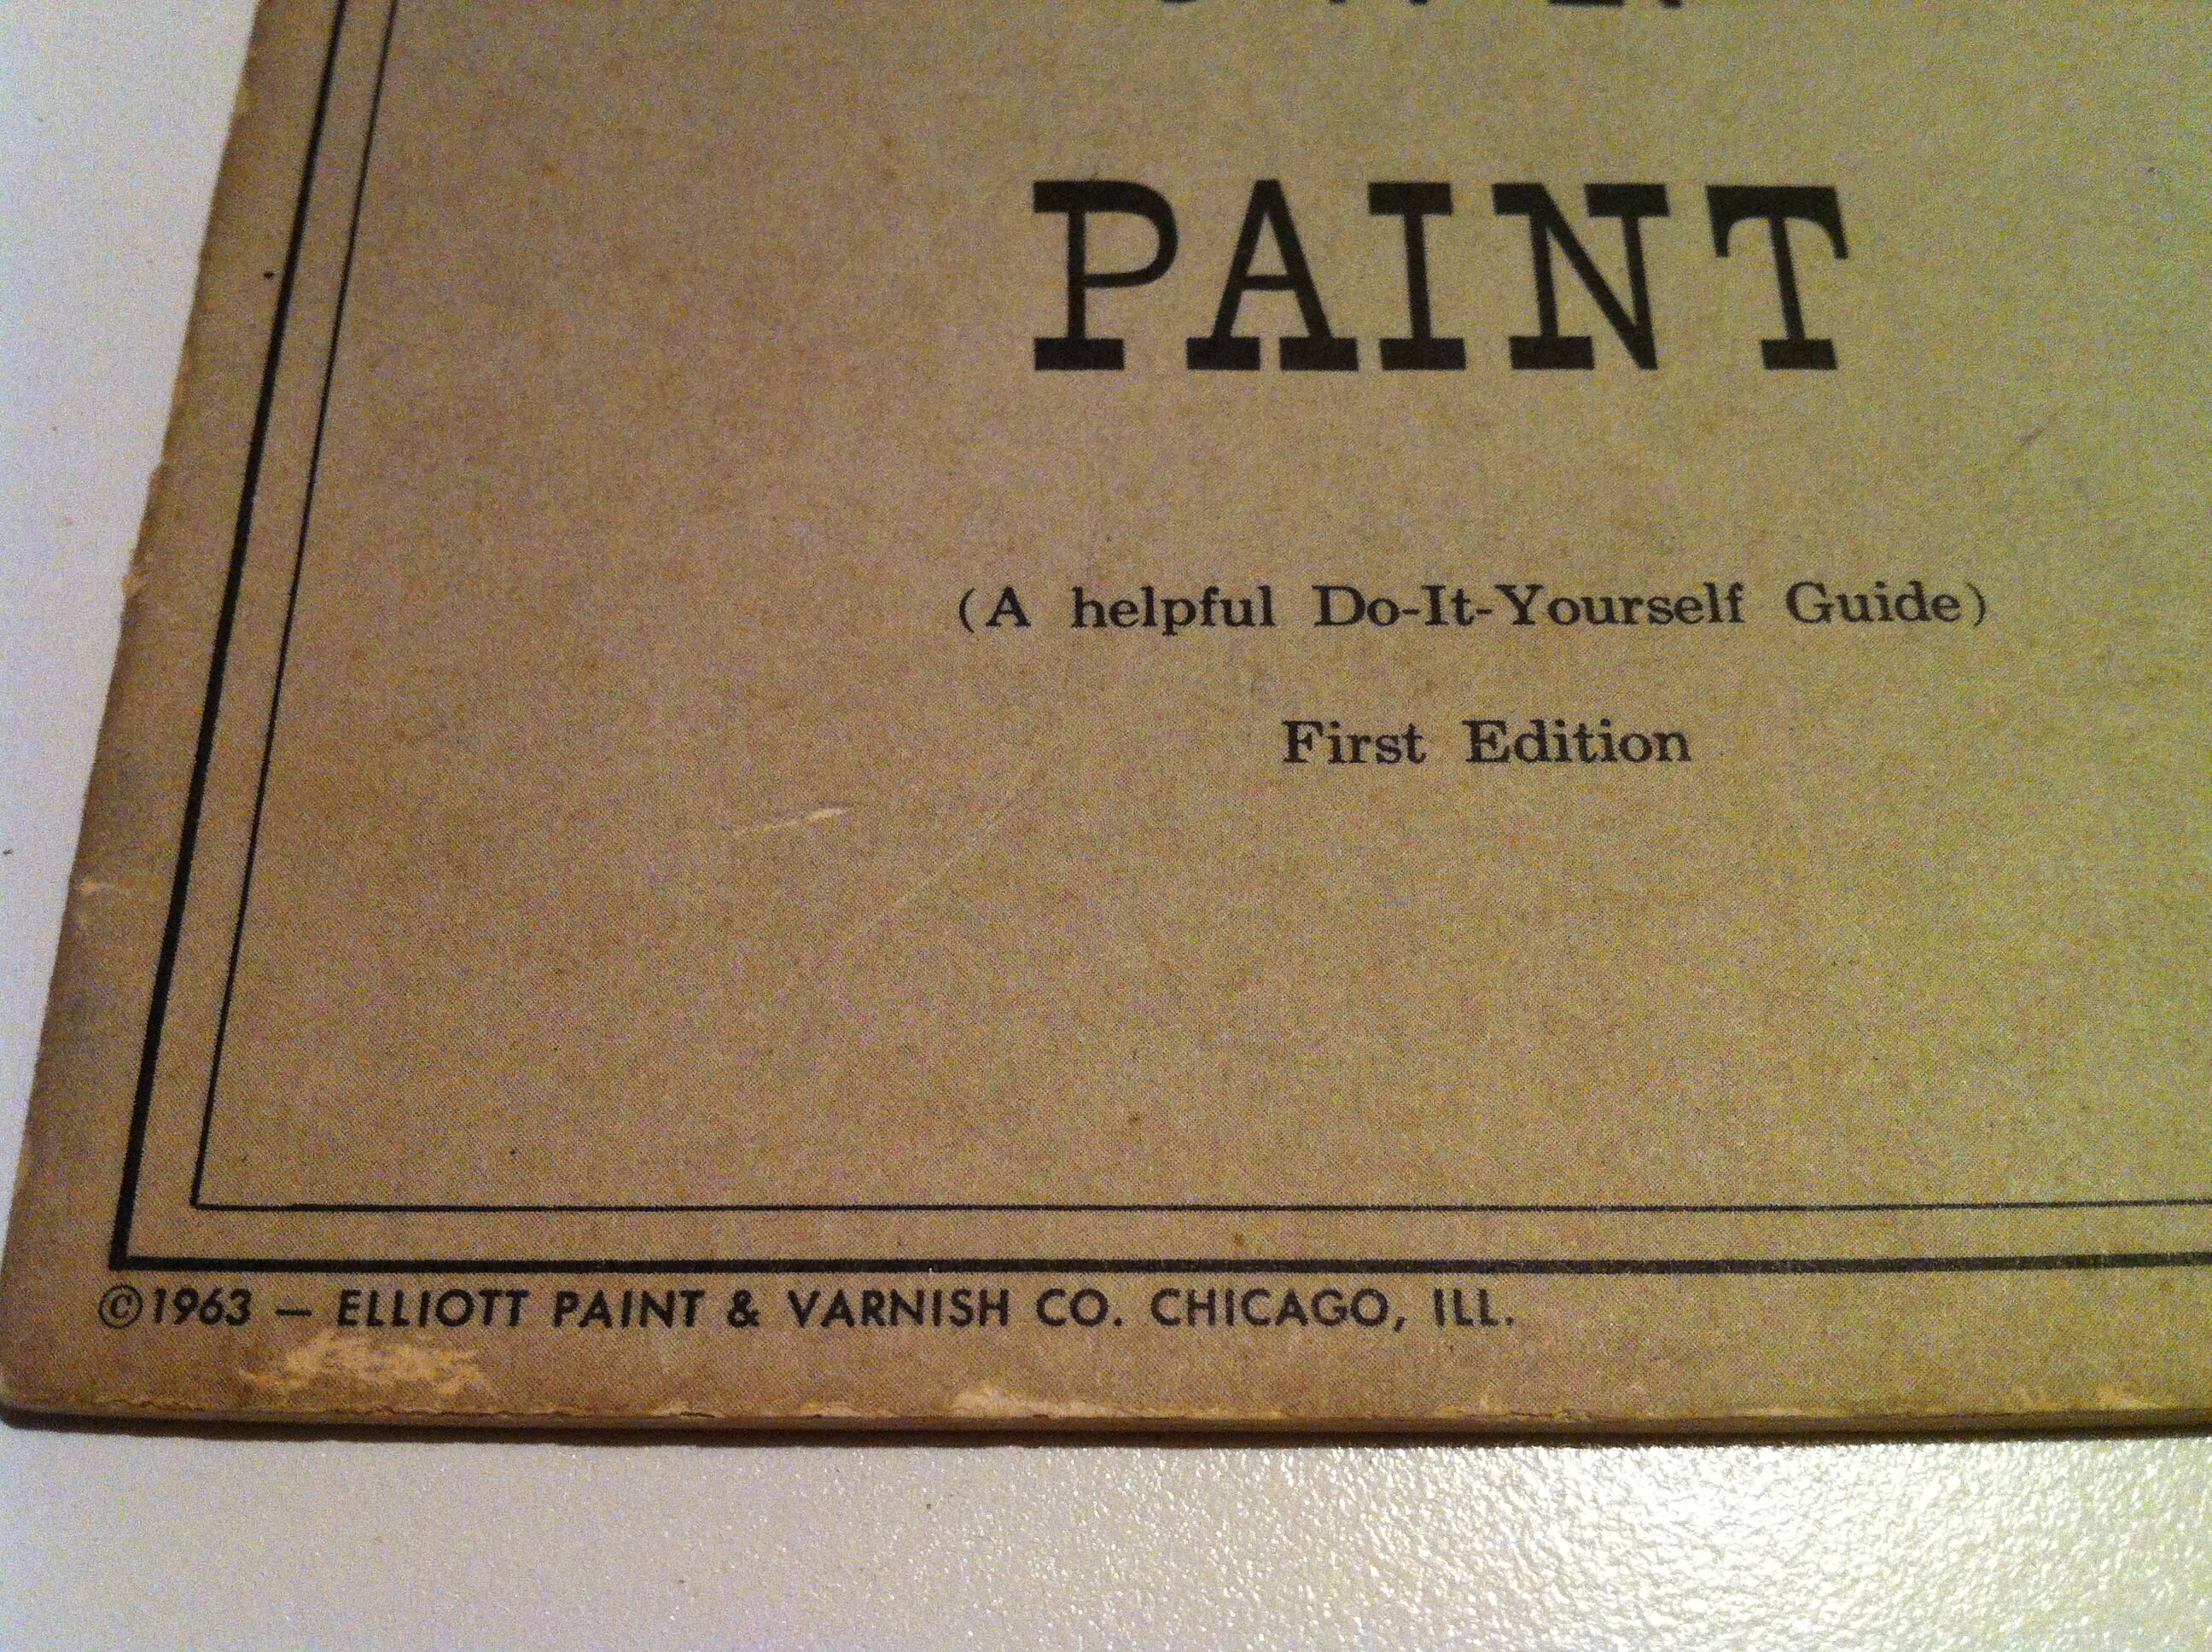 PAINT
(A helpful Do-It-Yourself Guide)
First Edition
©1963 — ELLIOTT PAINT & VARNISH CO. CHICAGO, ILL.